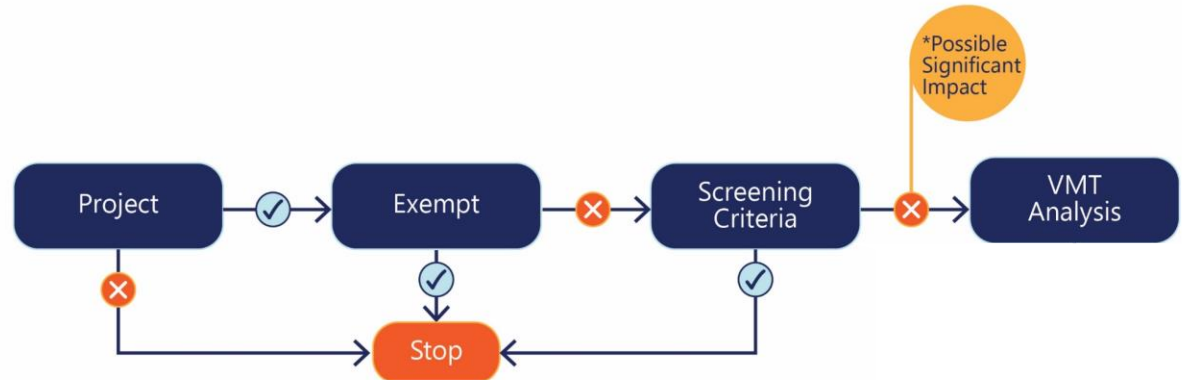 *Possible
Significant
Impact
Project
Exempt
Screening
Criteria
VMT
Analysis
Stop